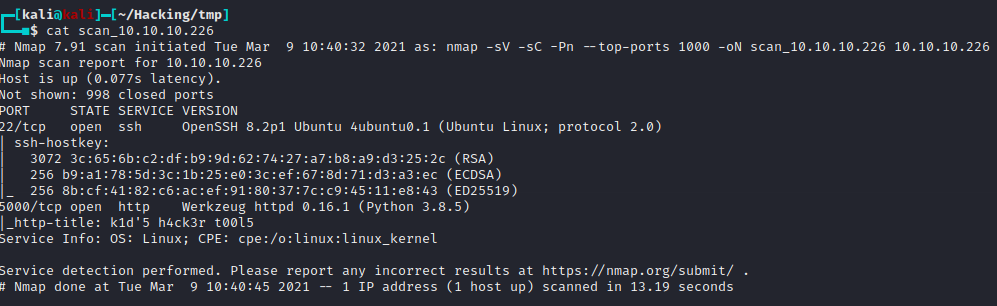 [kali@kali]-[~/Hacking/tmp]
$ cat scan_10.10.10.226
# Nmap 7.91 scan initiated Tue Mar  9 10:40:32 2021 as: nmap -sV -sC -Pn --top-ports 1000 -oN scan_10.10.10.226 10.10.10.226
Nmap scan report for 10.10.10.226
Host is up (0.077s latency).
Not shown: 998 closed ports
PORT     STATE SERVICE VERSION
22/tcp   open  ssh     OpenSSH 8.2p1 Ubuntu 4ubuntu0.1 (Ubuntu Linux; protocol 2.0)
| ssh-hostkey:
|   3072 3c:65:6b:c2:df:b9:9d:62:74:27:a7:b8:a9:d3:25:2c (RSA)
|   256 b9:a1:78:5d:3c:1b:25:e0:3c:ef:67:8d:71:d3:a3:ec (ECDSA)
|_  256 8b:cf:41:82:c6:ac:ef:91:80:37:7c:c9:45:11:e8:43 (ED25519)
5000/tcp open  http    Werkzeug httpd 0.16.1 (Python 3.8.5)
|_http-title: k1d'5 h4ck3r t00l5
Service Info: OS: Linux; CPE: cpe:/o:linux:linux_kernel

Service detection performed. Please report any incorrect results at https://nmap.org/submit/ .
# Nmap done at Tue Mar  9 10:40:45 2021 -- 1 IP address (1 host up) scanned in 13.19 seconds